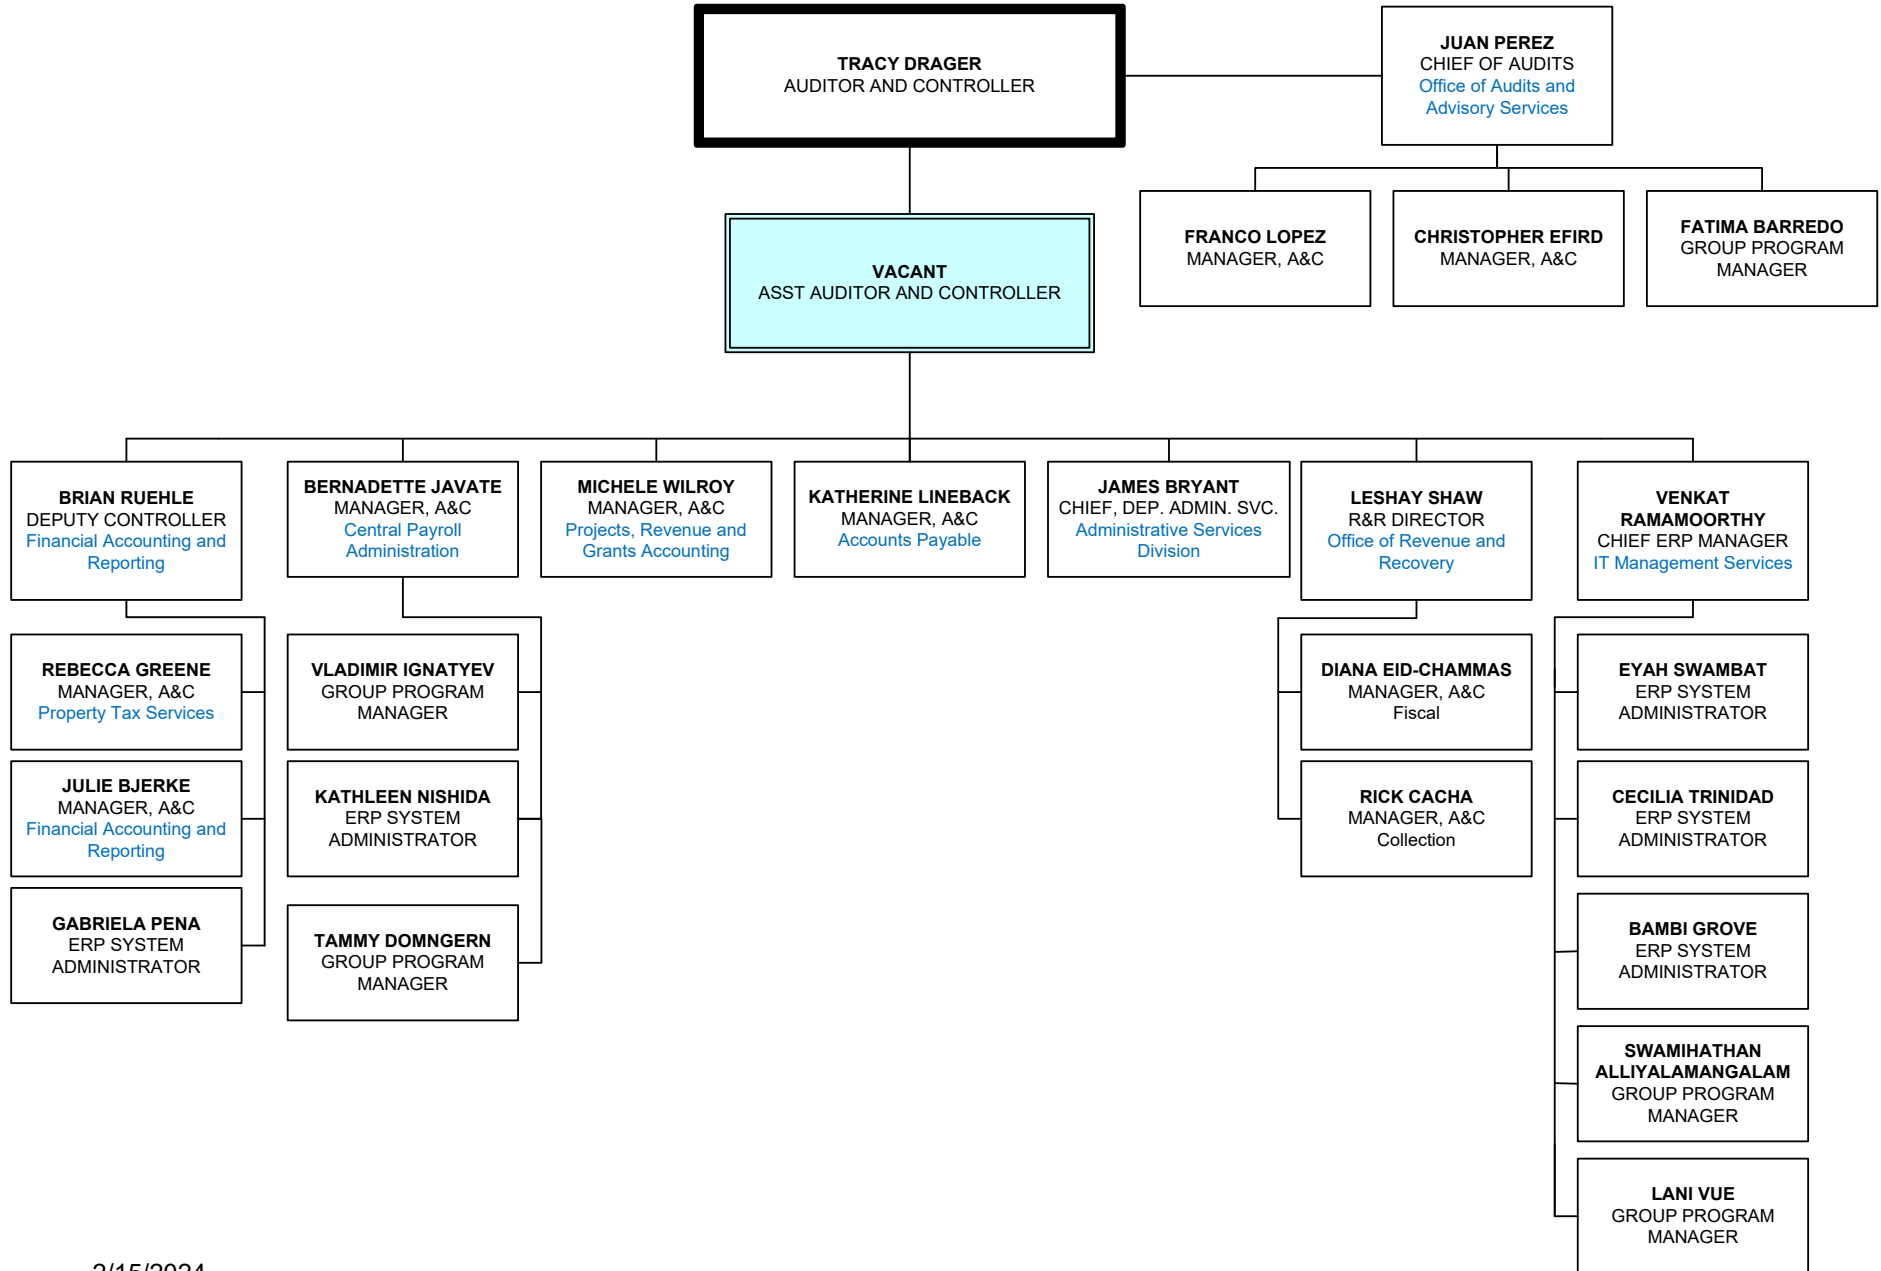 TRACY DRAGER
AUDITOR AND CONTROLLER
JUAN PEREZ
CHIEF OF AUDITS
Office of Audits and
Advisory Services
FRANCO LOPEZ
MANAGER, A&C
CHRISTOPHER EFIRD
MANAGER, A&C
FATIMA BARREDO
GROUP PROGRAM
MANAGER
VACANT
ASST AUDITOR AND CONTROLLER
BRIAN RUEHLE
DEPUTY CONTROLLER
Financial Accounting and
Reporting
BERNADETTE JAVATE
MANAGER, A&C
Central Payroll
Administration
MICHELE WILROY
MANAGER, A&C
Projects, Revenue and
Grants Accounting
KATHERINE LINEBACK
MANAGER, A&C
Accounts Payable
JAMES BRYANT
CHIEF, DEP. ADMIN. SVC.
Administrative Services
Division
LESHAY SHAW
R&R DIRECTOR
Office of Revenue and
Recovery
VENKAT
RAMAMOORTHY
CHIEF ERP MANAGER
IT Management Services
REBECCA GREENE
MANAGER, A&C
Property Tax Services
VLADIMIR IGNATYEV
GROUP PROGRAM
MANAGER
DIANA EID-CHAMMAS
MANAGER, A&C
Fiscal
EYAH SWAMBAT
ERP SYSTEM
ADMINISTRATOR
JULIE BJERKE
MANAGER, A&C
Financial Accounting and
Reporting
KATHLEEN NISHIDA
ERP SYSTEM
ADMINISTRATOR
RICK CACHA
MANAGER, A&C
Collection
CECILIA TRINIDAD
ERP SYSTEM
ADMINISTRATOR
GABRIELA PENA
ERP SYSTEM
ADMINISTRATOR
TAMMY DOMNGERN
GROUP PROGRAM
MANAGER
BAMBI GROVE
ERP SYSTEM
ADMINISTRATOR
SWAMIHATHAN
ALLIYALAMANGALAM
GROUP PROGRAM
MANAGER
LANI VUE
GROUP PROGRAM
MANAGER
2/15/2024